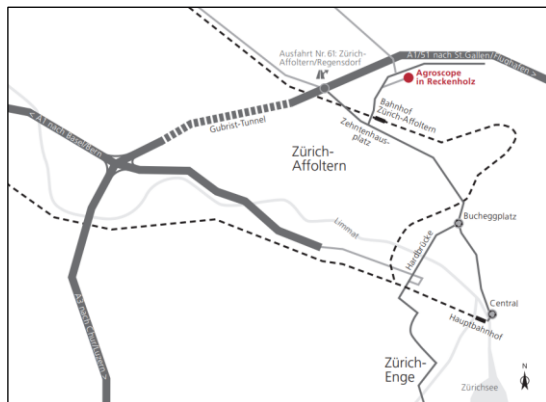 A1/S1 nach St.Gallen/Flughafen >
Ausfahrt Nr. 61: Zürich-
Affoltern/Regensdorf
Agroscope
in Reckenholz
Bahnhof
Zürich-Affoltern
Zehntenhaus-
platz
Gubrist-Tunnel
< A1 nach Basel/Bern
Zürich-
Affoltern
Limmat
Bucheggplatz
Hardbrücke
Central
Hauptbahnhof
A3 nach Chur/Luzern >
Zürich-
Enge
Zürichsee
N